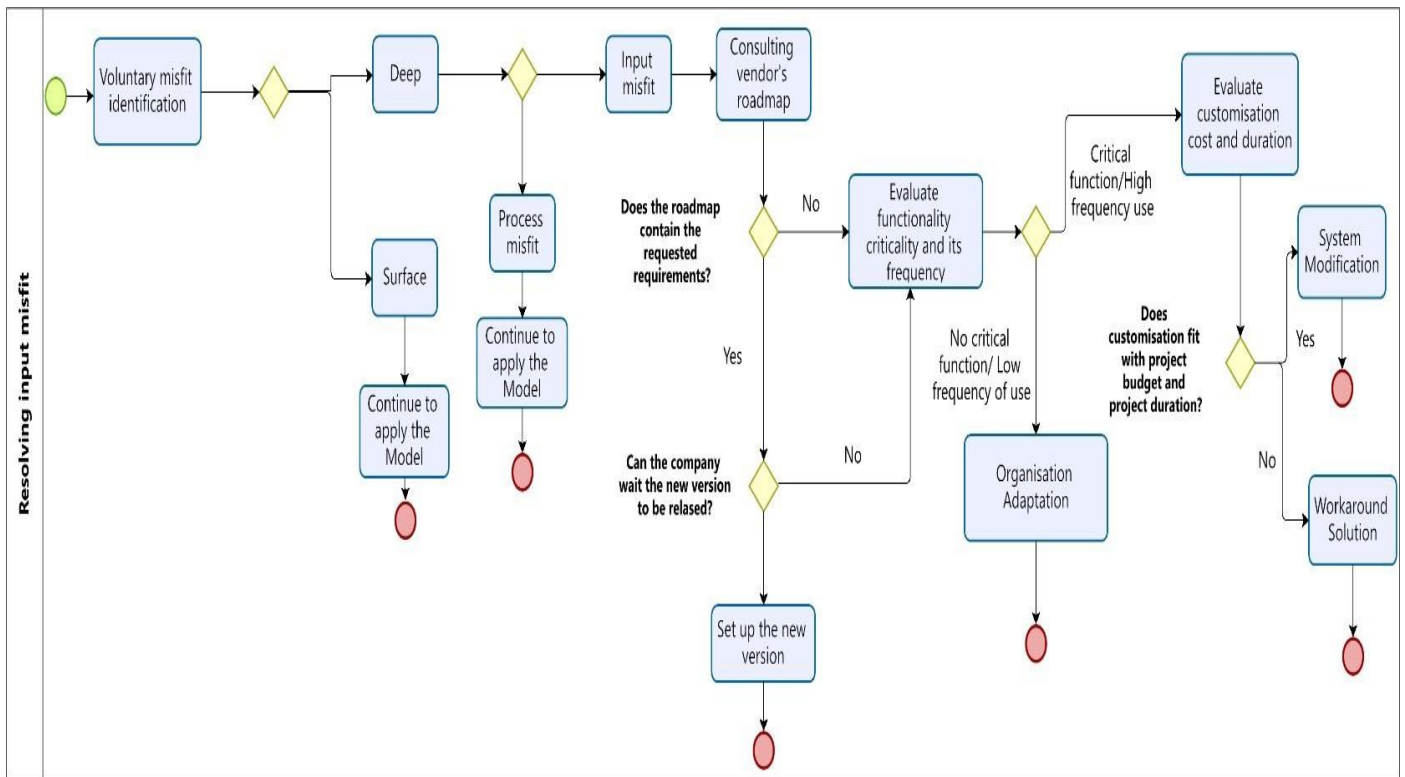 Resolving input misfit
Voluntary misfit
identification
Deep
Surface
Continue to
apply the
Model
Process
misfit
Continue to
apply the
Model
Input
misfit
Consulting
vendor's
roadmap
Does the roadmap
contain the
requested
requirements?
No
Yes
Can the company
wait the new version
to be relased?
No
Set up the new
version
Evaluate
functionality
criticality and its
frequency
Critical
function/High
frequency use
No critical
function/ Low
frequency of use
Organisation
Adaptation
Evaluate
customisation
cost and duration
Does
customisation fit
with project
budget and
project duration?
Yes
No
System
Modification
Workaround
Solution